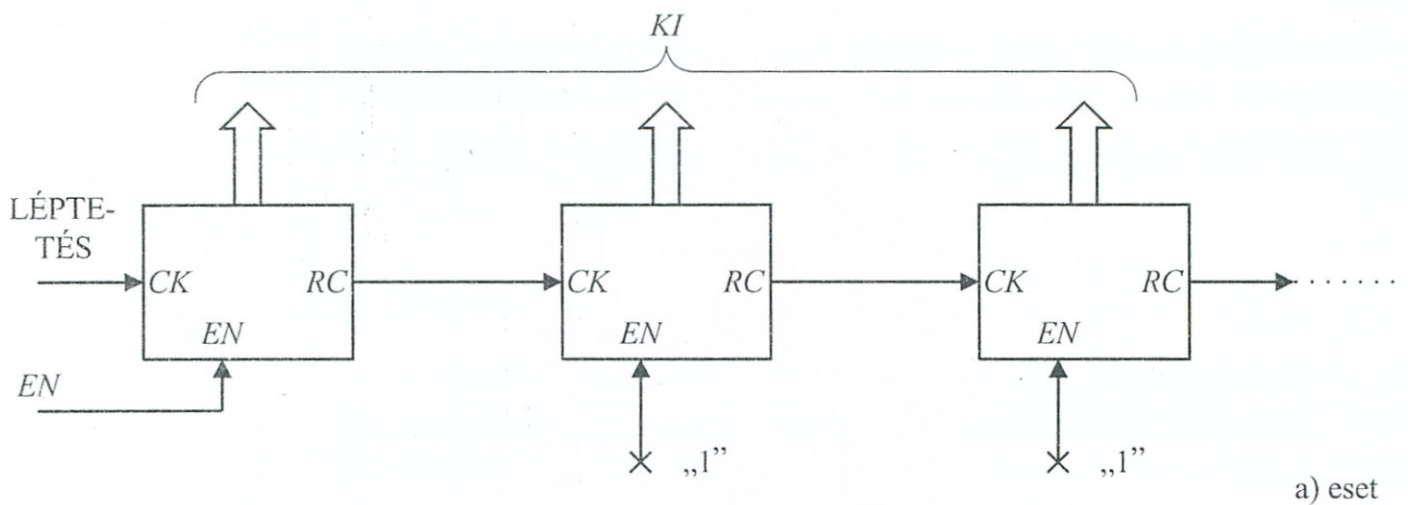 KI
LÉPTE-
TÉS
CK RC CK RC CK RC
EN EN EN
EN
„1” „1”
a) eset